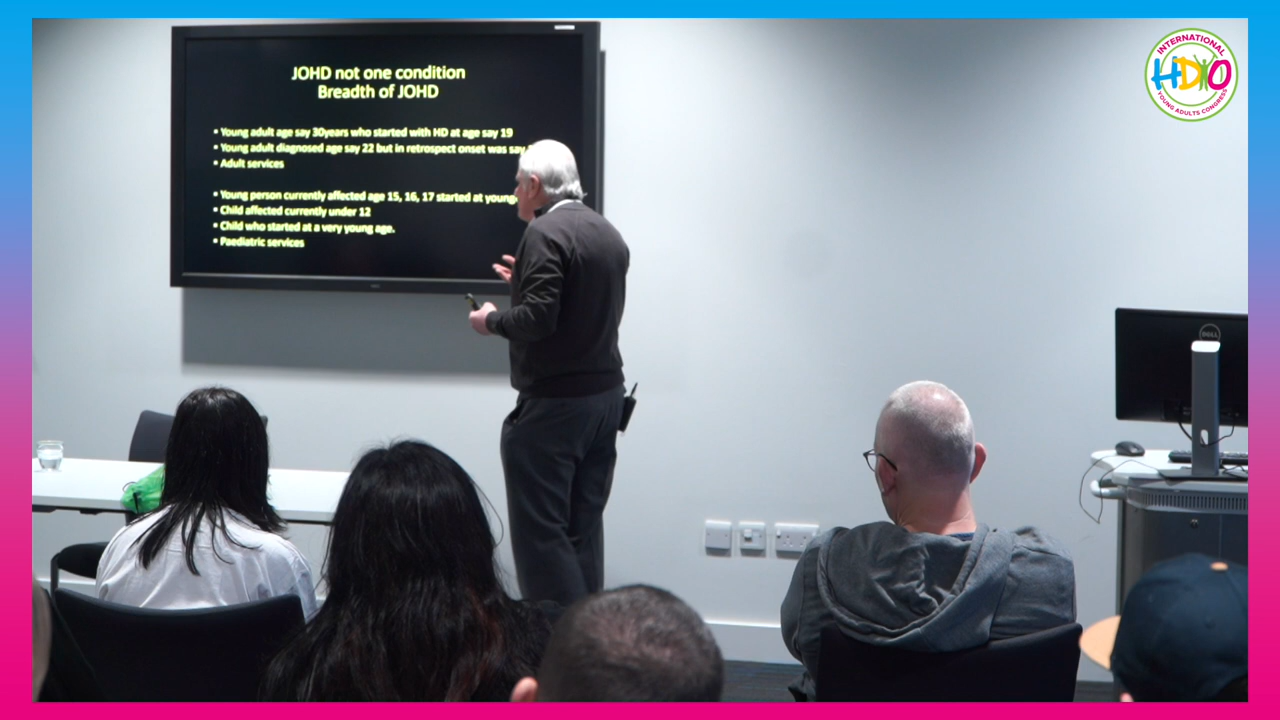 JOHD not one condition
Breadth of JOHD
• Young adult age say 30years who started with HD at age say 19
• Young adult diagnosed age say 22 but in retrospect onset was say
• Adult services
• Young person currently affected age 15, 16, 17 started at young
• Child affected currently under 12
• Child who started at a very young age.
• Paediatric services
INTERNATIONAL
HDYO
YOUNG ADULTS CONGRESS
DELL